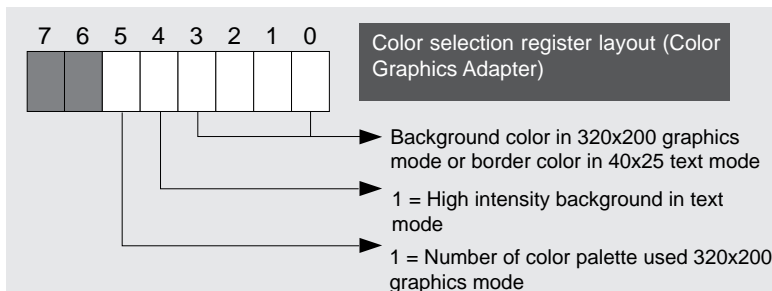 7 6 5 4 3 2 1 0
Color selection register layout (Color
Graphics Adapter)
Background color in 320x200 graphics
mode or border color in 40x25 text mode
1 = High intensity background in text
mode
1 = Number of color palette used 320x200
graphics mode